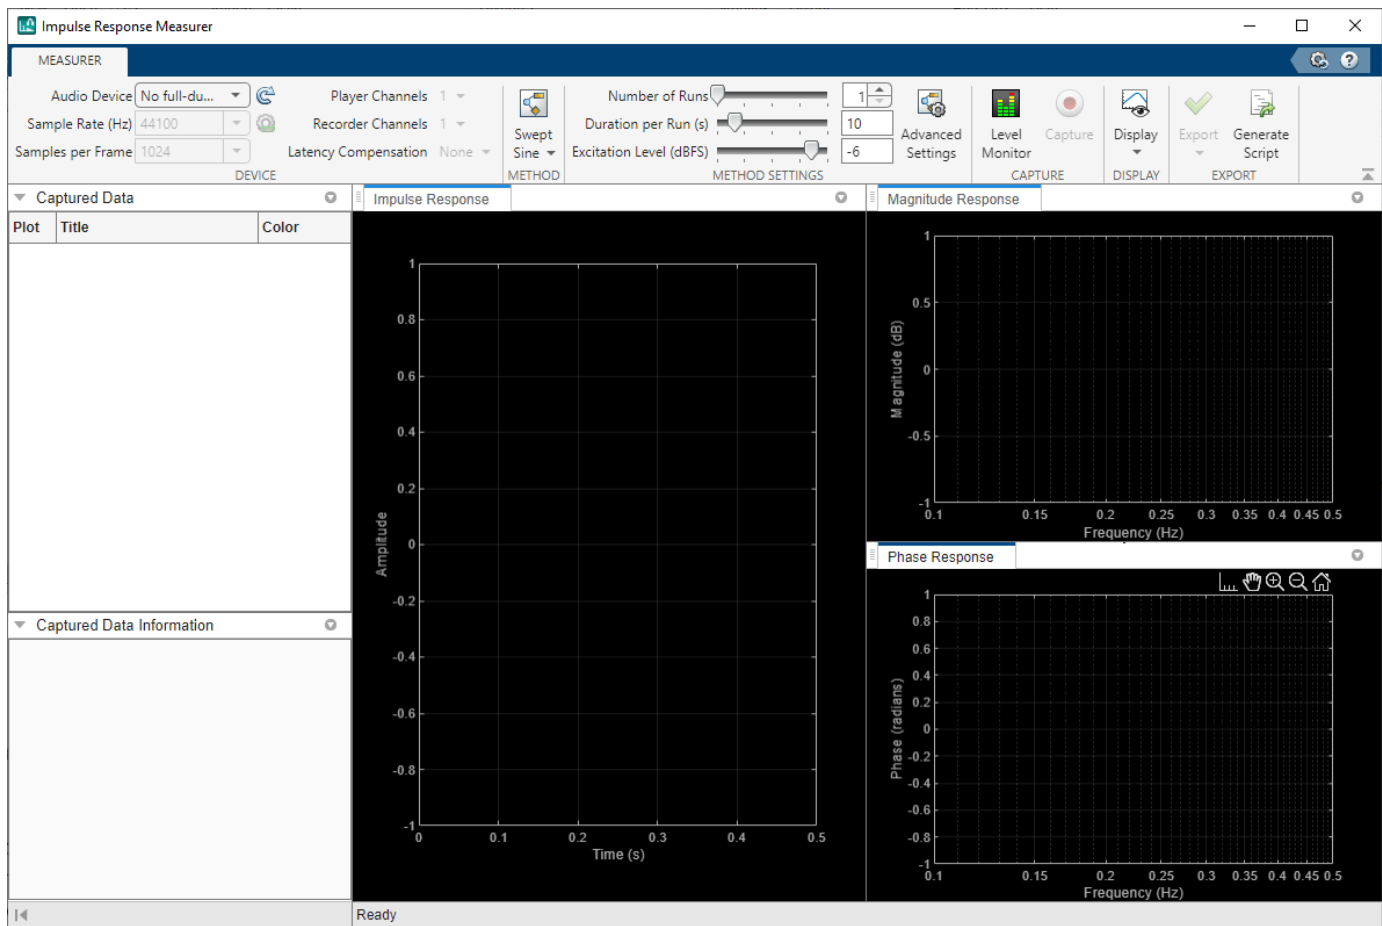 Impulse Response Measurer
MEASURER
Audio Device No full-du...
Player Channels 1
Number of Runs 1
Sample Rate (Hz) 44100
Recorder Channels 1
Duration per Run (s) 10
Samples per Frame 1024
Latency Compensation None
Excitation Level (dBFS) -6
Swept
Sine
Advanced
Settings
Level
Monitor
Capture
Display
Export
Generate
Script
DEVICE
METHOD
METHOD SETTINGS
CAPTURE
DISPLAY
EXPORT
Captured Data
Plot Title Color
Captured Data Information
Impulse Response
1
0.8
0.6
0.4
0.2
0
-0.2
-0.4
-0.6
-0.8
-1
Amplitude
0 0.1 0.2 0.3 0.4 0.5
Time (s)
Magnitude Response
1
0.5
0
-0.5
-1
Magnitude (dB)
0.1 0.15 0.2 0.25 0.3 0.35 0.4 0.45 0.5
Frequency (Hz)
Phase Response
1
0.8
0.6
0.4
0.2
0
-0.2
-0.4
-0.6
-0.8
-1
Phase (radians)
0.1 0.15 0.2 0.25 0.3 0.35 0.4 0.45 0.5
Frequency (Hz)
Ready